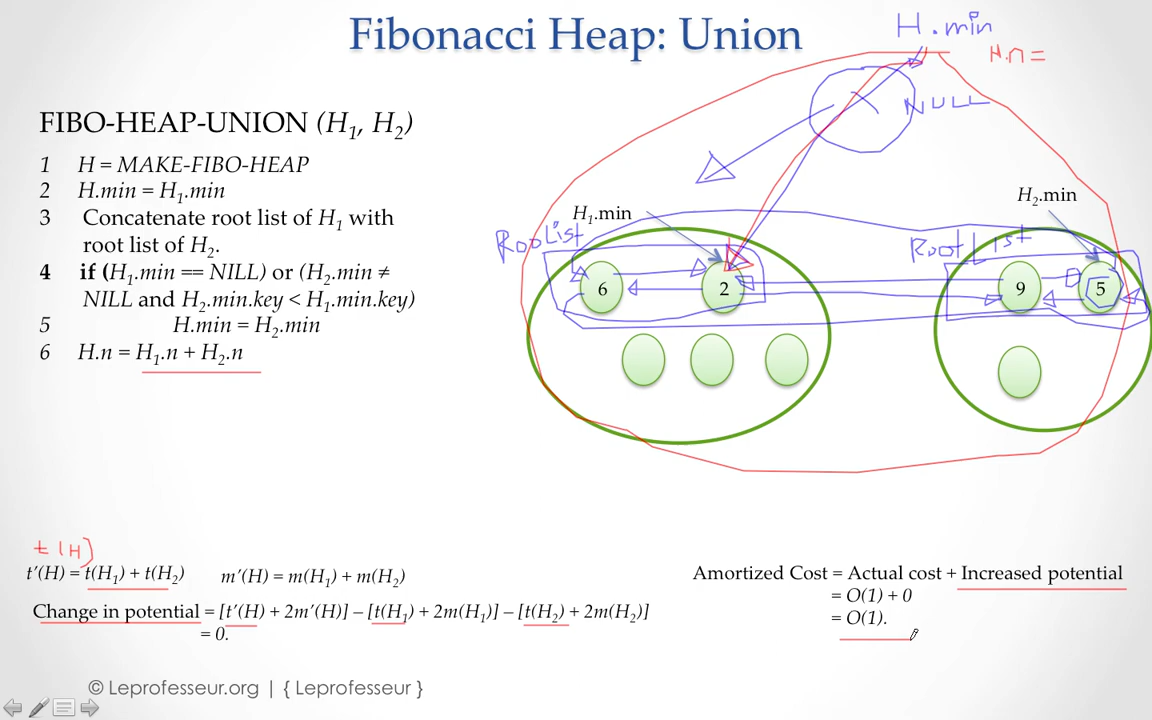 Fibonacci Heap: Union
H.min
H.n =
NULL
FIBO-HEAP-UNION (H1, H2)
1 H = MAKE-FIBO-HEAP
2 H.min = H1.min
3 Concatenate root list of H1 with
root list of H2.
4 if (H1.min == NILL) or (H2.min ≠
NILL and H2.min.key < H1.min.key)
5 H.min = H2.min
6 H.n = H1.n + H2.n
H1.min
H2.min
RooList
Root List
6
2
9
5
t(H)
t′(H) = t(H1) + t(H2)
m′(H) = m(H1) + m(H2)
Change in potential = [t′(H) + 2m′(H)] – [t(H1) + 2m(H1)] – [t(H2) + 2m(H2)]
= 0.
Amortized Cost = Actual cost + Increased potential
= O(1) + 0
= O(1).
© Leprofesseur.org | { Leprofesseur }